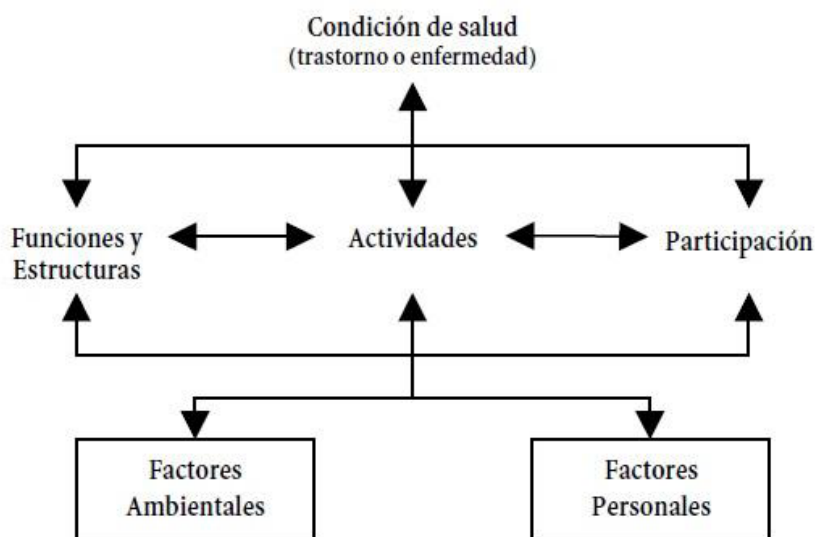 Condición de salud
(trastorno o enfermedad)
Funciones y
Estructuras
Actividades
Participación
Factores
Ambientales
Factores
Personales